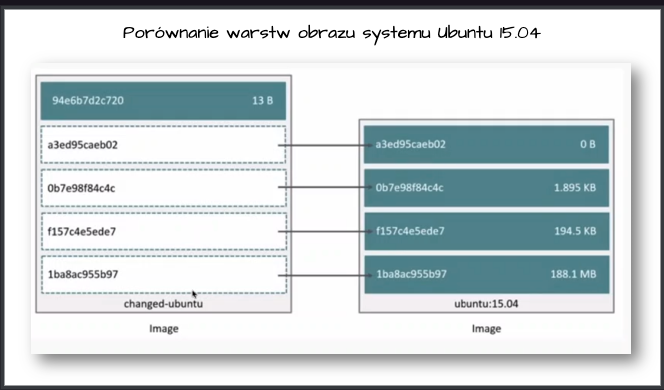 Porównanie warstw obrazu systemu Ubuntu 15.04
94e6b7d2c720 13 B
a3ed95caeb02
0b7e98f84c4c
f157c4e5ede7
1ba8ac955b97
changed-ubuntu
Image
a3ed95caeb02 0 B
0b7e98f84c4c 1.895 KB
f157c4e5ede7 194.5 KB
1ba8ac955b97 188.1 MB
ubuntu:15.04
Image